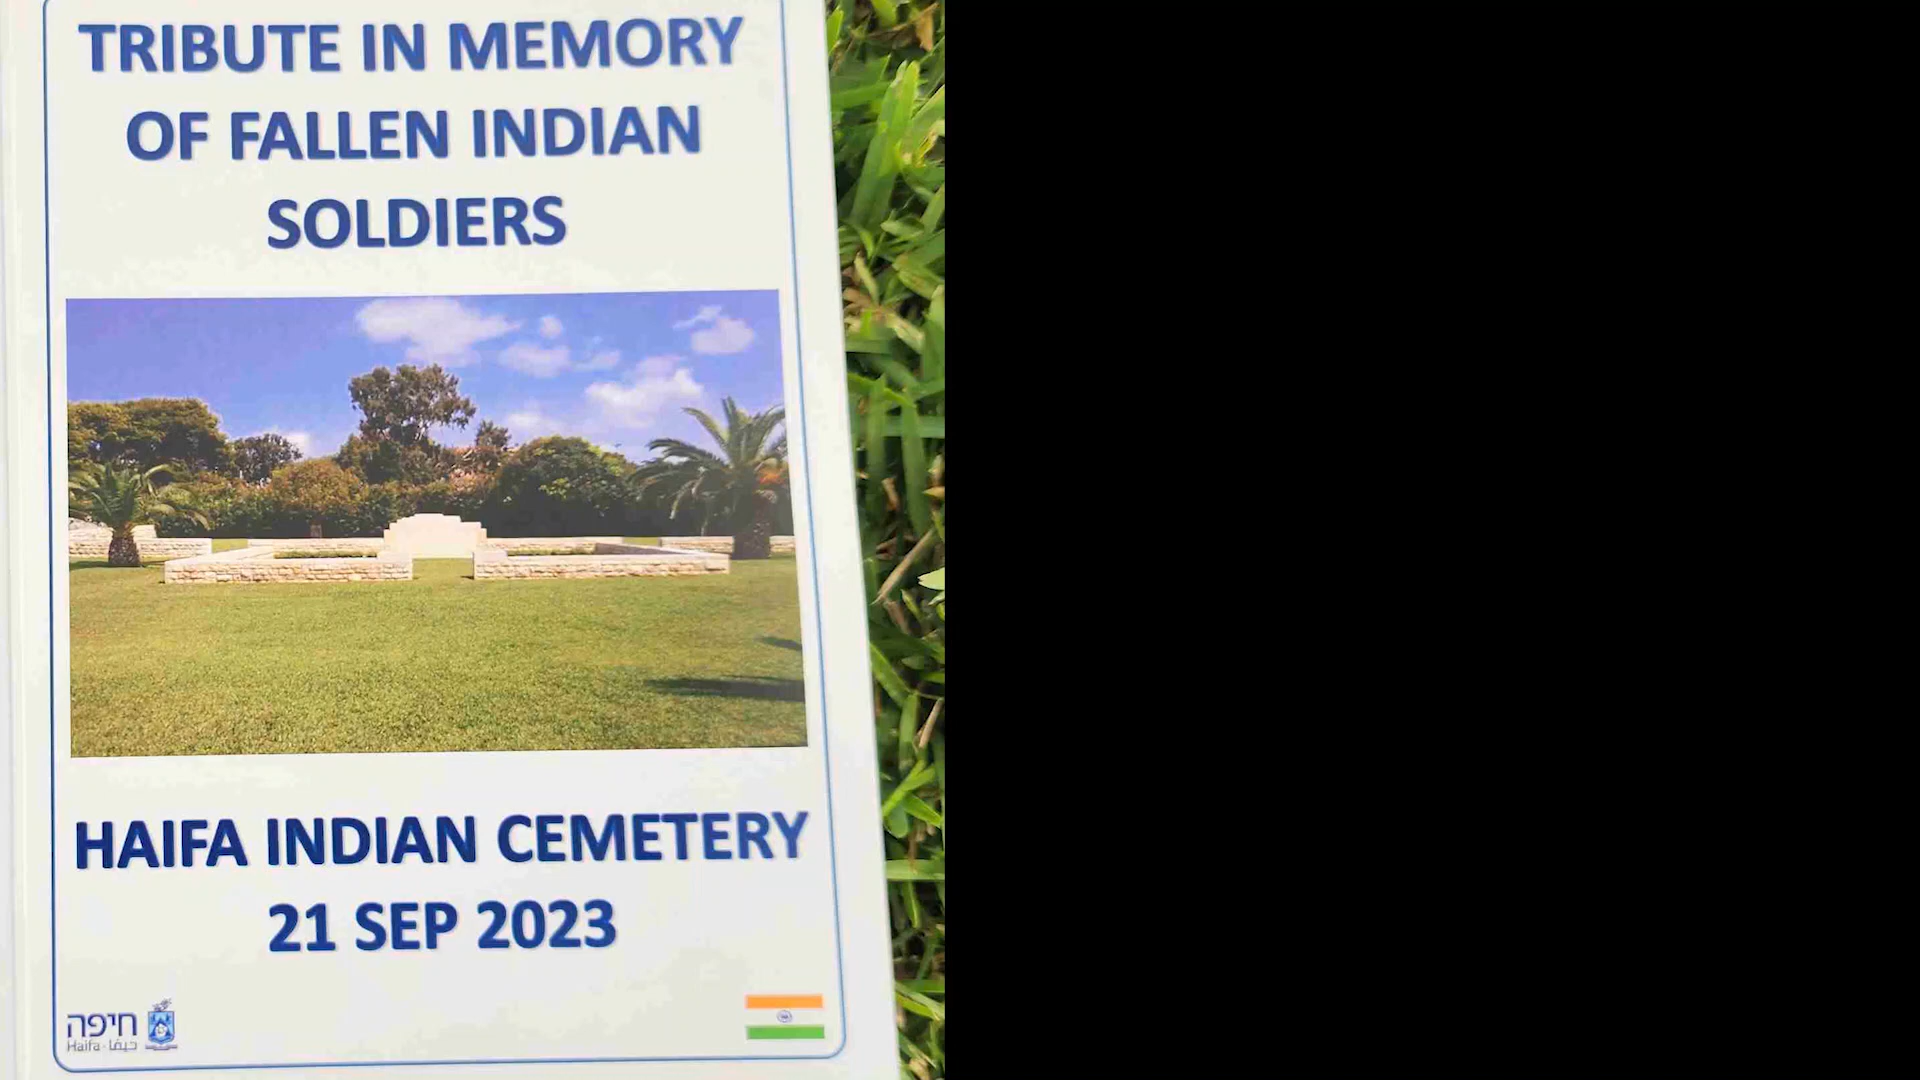 TRIBUTE IN MEMORY
OF FALLEN INDIAN
SOLDIERS
HAIFA INDIAN CEMETERY
21 SEP 2023
חיפה
Haifa · حيفا